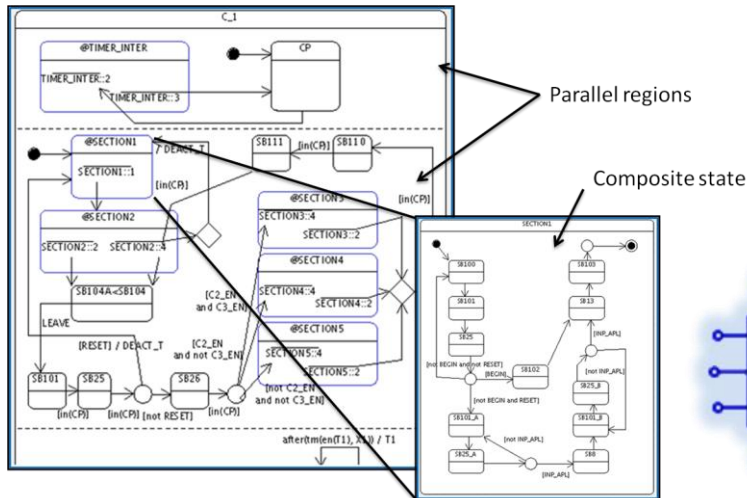 C_1
@TIMER_INTER
CP
TIMER_INTER::2
TIMER_INTER::3
Parallel regions
@SECTION1
/ DEACT_T
SB111
[in(CP)]
SB110
SECTION1::1
[in(CP)]
[in(CP)]
@SECTION2
SECTION2::2
SECTION2::4
SECTION3::4
SECTION3::2
@SECTION4
SECTION4::4
SECTION4::2
@SECTION5
SECTION5::4
SECTION5::2
SB104A<SB104
LEAVE
[C2_EN
and C3_EN]
[C2_EN
and not C3_EN]
[not C2_EN
and not C3_EN]
[RESET] / DEACT_T
SB101
SB25
SB26
[in(CP)]
[in(CP)]
[not RESET]
[in(CP)]
after(tm(en(T1), X1)) / T1
Composite state
SECTION1
SB100
SB101
SB25
[not BEGIN and not RESET]
[BEGIN]
SB102
[not BEGIN and RESET]
SB101_A
SB25_A
[not INP_APL]
[INP_APL]
SB103
SB13
[INP_APL]
[not INP_APL]
SB25_B
SB101_B
SB8